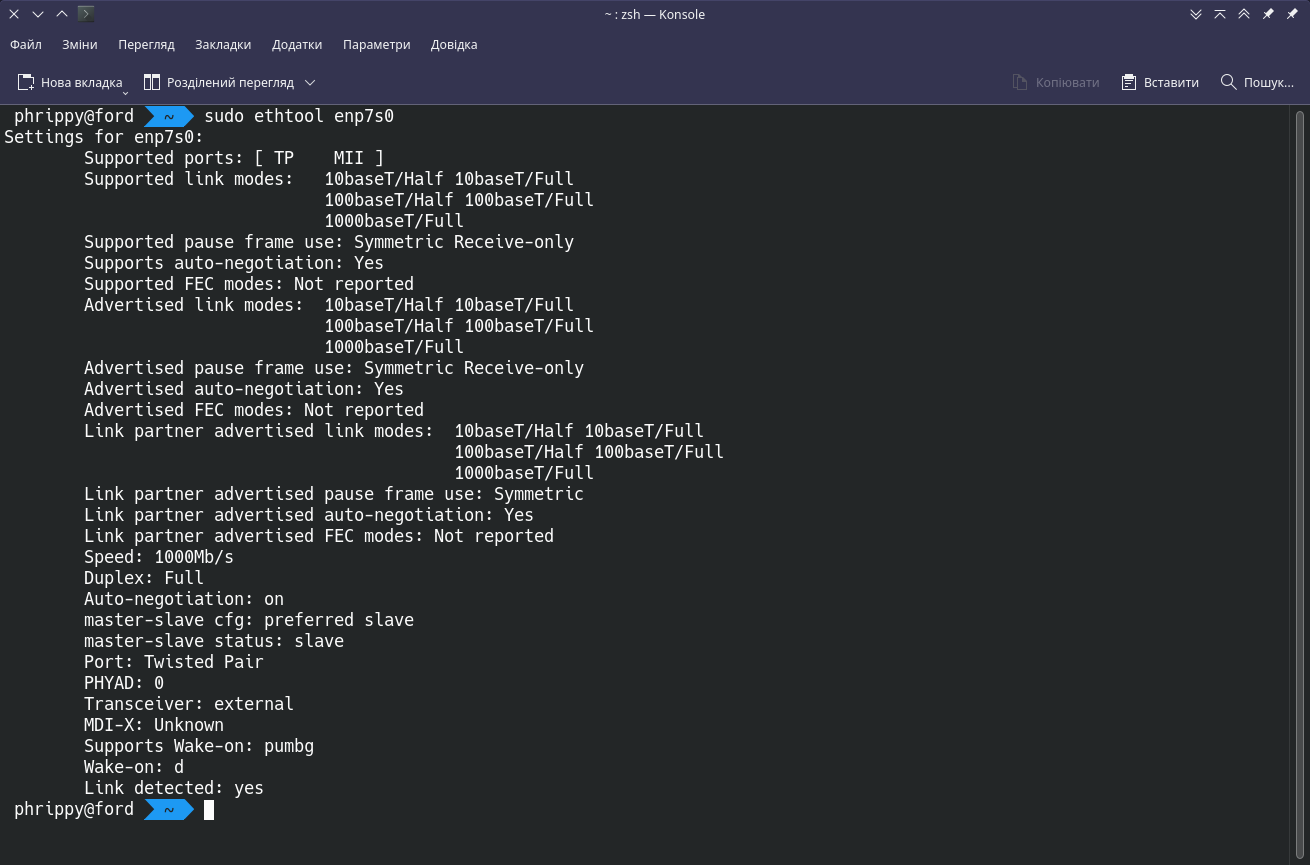 ~ : zsh — Konsole
Файл Зміни Перегляд Закладки Додатки Параметри Довідка
Нова вкладка Розділений перегляд Копіювати Вставити Пошук...
phrippy@ford ~ sudo ethtool enp7s0
Settings for enp7s0:
Supported ports: [ TP    MII ]
Supported link modes:   10baseT/Half 10baseT/Full
100baseT/Half 100baseT/Full
1000baseT/Full
Supported pause frame use: Symmetric Receive-only
Supports auto-negotiation: Yes
Supported FEC modes: Not reported
Advertised link modes:  10baseT/Half 10baseT/Full
100baseT/Half 100baseT/Full
1000baseT/Full
Advertised pause frame use: Symmetric Receive-only
Advertised auto-negotiation: Yes
Advertised FEC modes: Not reported
Link partner advertised link modes:  10baseT/Half 10baseT/Full
100baseT/Half 100baseT/Full
1000baseT/Full
Link partner advertised pause frame use: Symmetric
Link partner advertised auto-negotiation: Yes
Link partner advertised FEC modes: Not reported
Speed: 1000Mb/s
Duplex: Full
Auto-negotiation: on
master-slave cfg: preferred slave
master-slave status: slave
Port: Twisted Pair
PHYAD: 0
Transceiver: external
MDI-X: Unknown
Supports Wake-on: pumbg
Wake-on: d
Link detected: yes
phrippy@ford ~